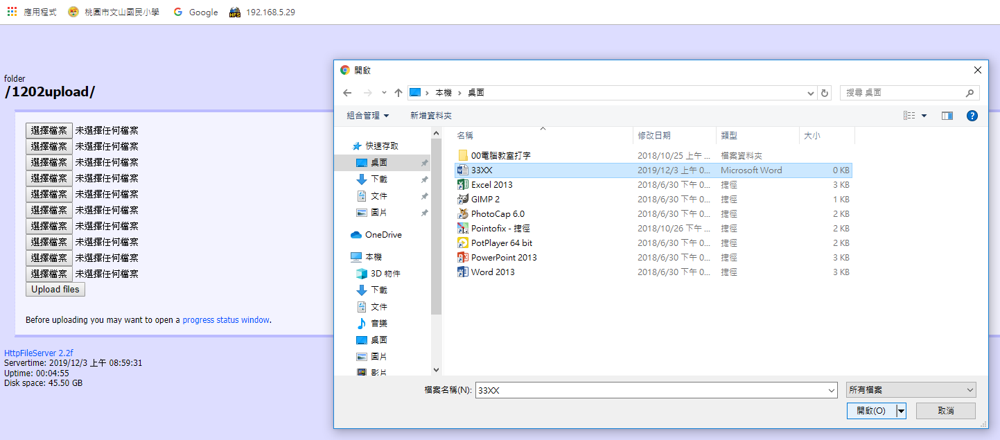 應用程式 桃園市文山國民小學 Google 192.168.5.29
folder
/1202upload/
選擇檔案 未選擇任何檔案
選擇檔案 未選擇任何檔案
選擇檔案 未選擇任何檔案
選擇檔案 未選擇任何檔案
選擇檔案 未選擇任何檔案
選擇檔案 未選擇任何檔案
選擇檔案 未選擇任何檔案
選擇檔案 未選擇任何檔案
選擇檔案 未選擇任何檔案
選擇檔案 未選擇任何檔案
Upload files
Before uploading you may want to open a progress status window.
HttpFileServer 2.2f
Servertime: 2019/12/3 上午 08:59:31
Uptime: 00:04:55
Disk space: 45.50 GB
開啟
本機 桌面
搜尋 桌面
組合管理 新增資料夾
快速存取
桌面
下載
文件
圖片
OneDrive
本機
3D 物件
下載
文件
音樂
桌面
圖片
影片
名稱 修改日期 類型 大小
00電腦教室打字 2018/10/25 上午 ... 檔案資料夾
33XX 2019/12/3 上午 0... Microsoft Word 0 KB
Excel 2013 2018/6/30 下午 0... 捷徑 3 KB
GIMP 2 2018/6/30 下午 0... 捷徑 1 KB
PhotoCap 6.0 2018/6/30 下午 0... 捷徑 2 KB
Pointofix - 捷徑 2018/10/26 下午 ... 捷徑 2 KB
PotPlayer 64 bit 2018/6/30 下午 0... 捷徑 2 KB
PowerPoint 2013 2018/6/30 下午 0... 捷徑 3 KB
Word 2013 2018/6/30 下午 0... 捷徑 3 KB
檔案名稱(N): 33XX 所有檔案
開啟(O) 取消